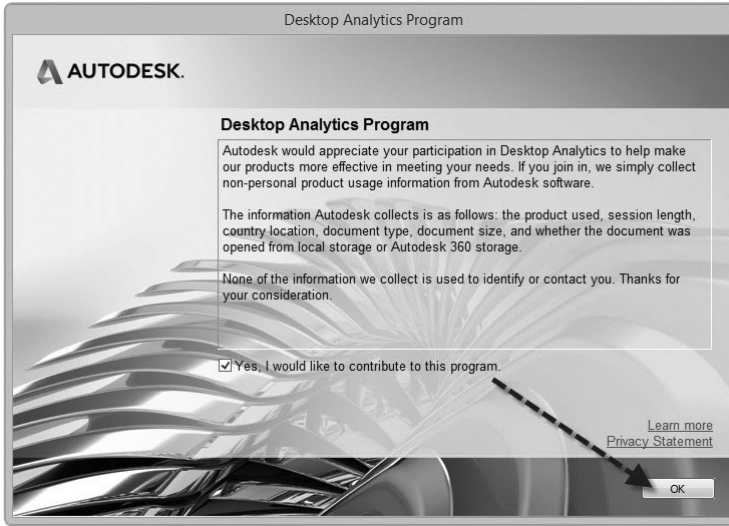 Desktop Analytics Program
AUTODESK.
Desktop Analytics Program
Autodesk would appreciate your participation in Desktop Analytics to help make
our products more effective in meeting your needs. If you join in, we simply collect
non-personal product usage information from Autodesk software.
The information Autodesk collects is as follows: the product used, session length,
country location, document type, document size, and whether the document was
opened from local storage or Autodesk 360 storage.
None of the information we collect is used to identify or contact you. Thanks for
your consideration.
Yes, I would like to contribute to this program.
Learn more
Privacy Statement
OK